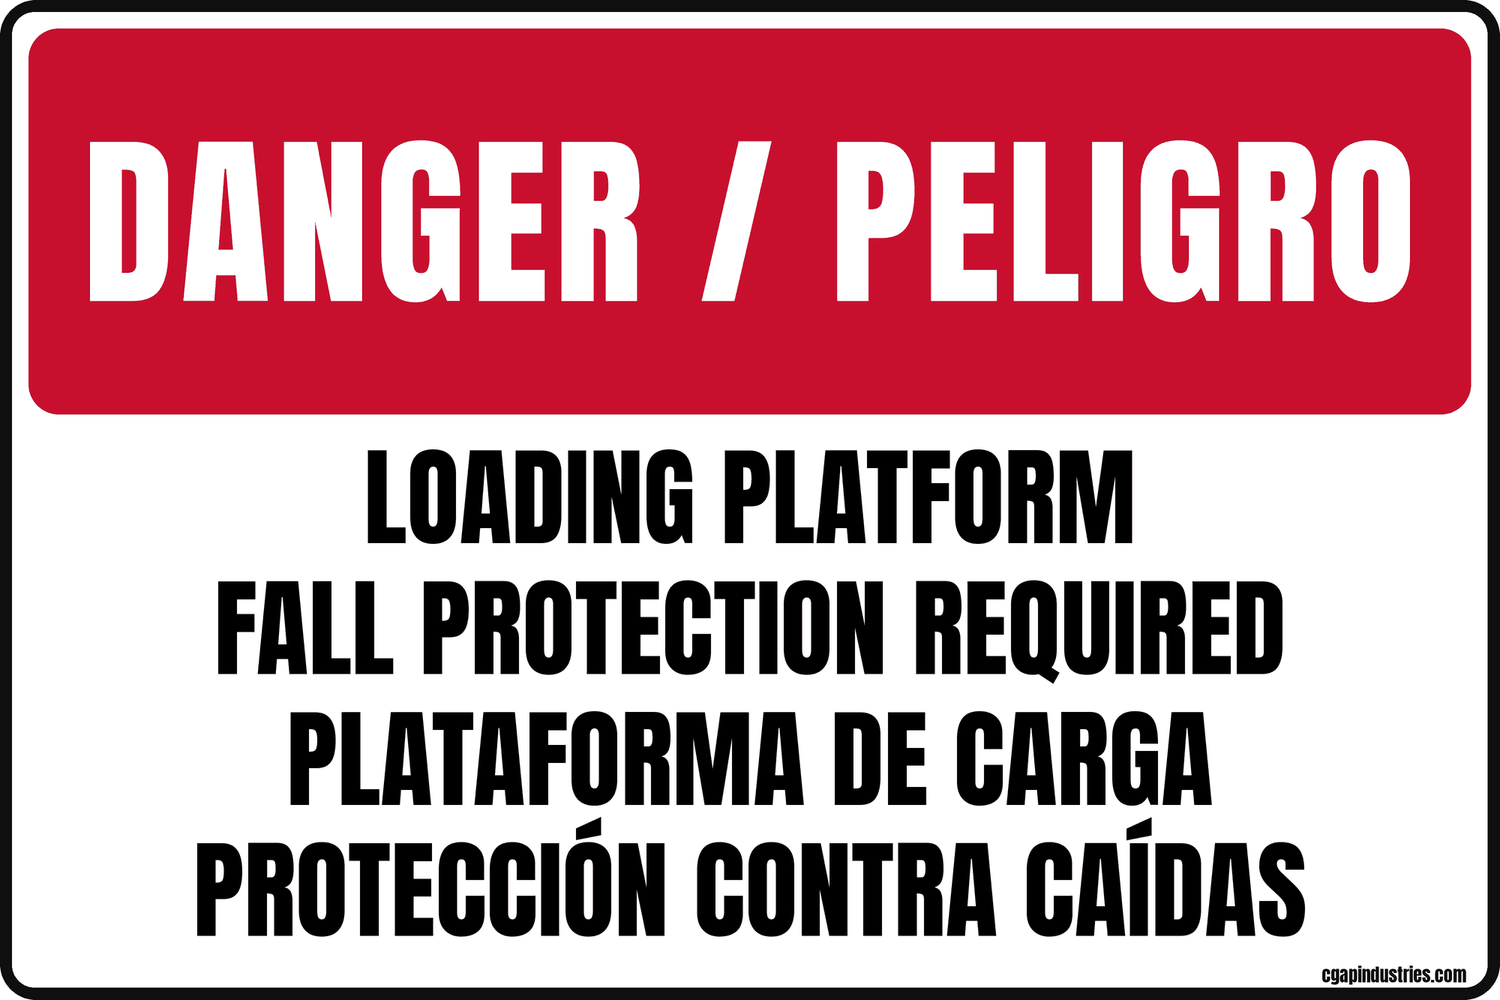 DANGER / PELIGRO
LOADING PLATFORM
FALL PROTECTION REQUIRED
PLATAFORMA DE CARGA
PROTECCIÓN CONTRA CAÍDAS
cgapindustries.com